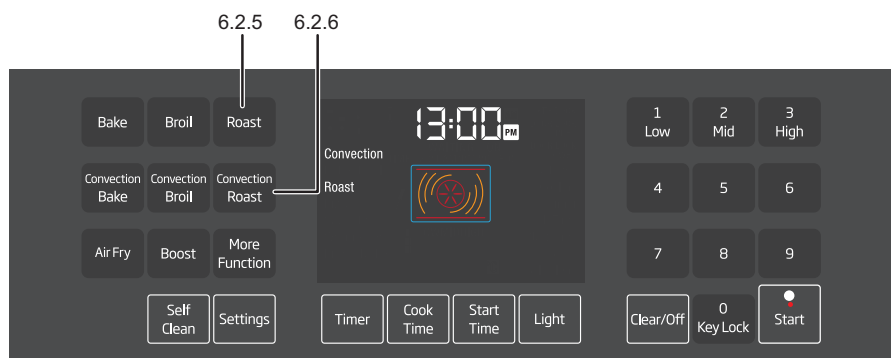 6.2.5 6.2.6
Bake Broil Roast
13:00 PM
1 2 3
Low Mid High
Convection
Convection Convection Convection
Bake Broil Roast
Roast
4 5 6
Air Fry Boost More
Function
7 8 9
Self
Clean
Settings
Timer
Cook
Time
Start
Time
Light
Clear/Off
0
Key Lock
Start